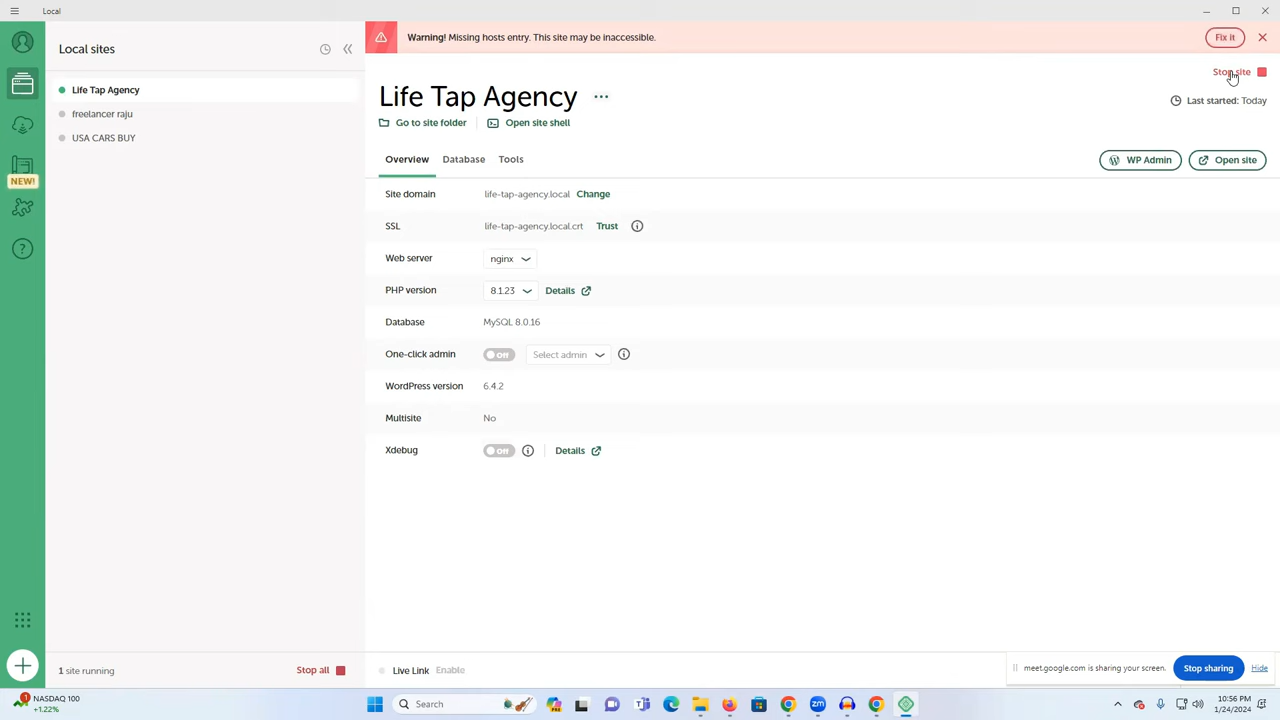 Local
Local sites
Life Tap Agency
freelancer raju
USA CARS BUY
NEW!
1 site running
Stop all
Warning! Missing hosts entry. This site may be inaccessible.
Fix it
Stop site
Life Tap Agency
Last started: Today
Go to site folder
Open site shell
Overview
Database
Tools
WP Admin
Open site
Site domain
life-tap-agency.local Change
SSL
life-tap-agency.local.crt Trust
Web server
nginx
PHP version
8.1.23
Details
Database
MySQL 8.0.16
One-click admin
Off
Select admin
WordPress version
6.4.2
Multisite
No
Xdebug
Off
Details
Live Link Enable
meet.google.com is sharing your screen.
Stop sharing
Hide
1
NASDAQ 100
+1.22%
Search
zm
10:56 PM
1/24/2024